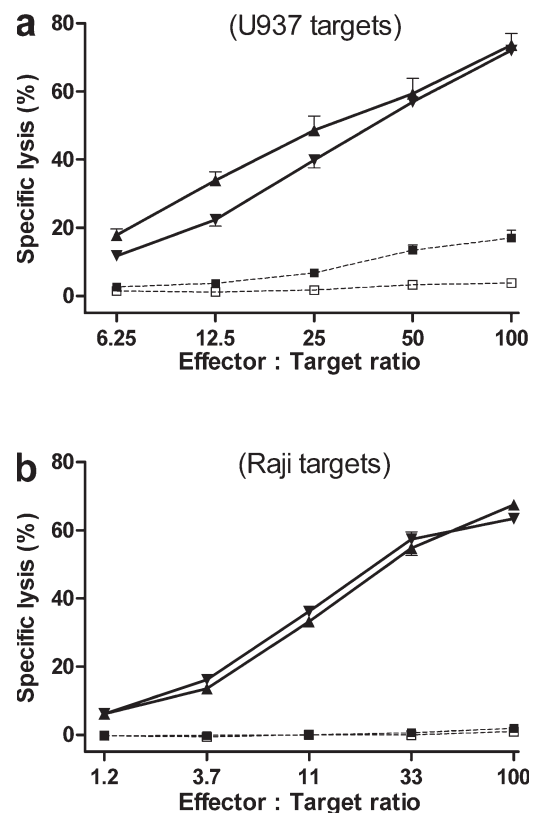 a
(U937 targets)
80
60
40
20
0
Specific lysis (%)
6.25 12.5 25 50 100
Effector : Target ratio
b
(Raji targets)
80
60
40
20
0
Specific lysis (%)
1.2 3.7 11 33 100
Effector : Target ratio